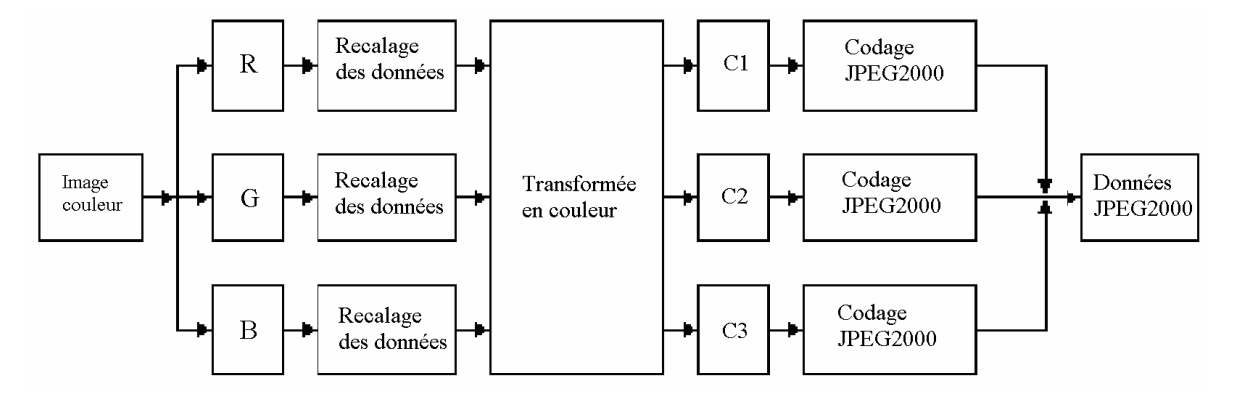 R
Recalage
des données
C1
Codage
JPEG2000
Image
couleur
G
Recalage
des données
Transformée
en couleur
C2
Codage
JPEG2000
Données
JPEG2000
B
Recalage
des données
C3
Codage
JPEG2000